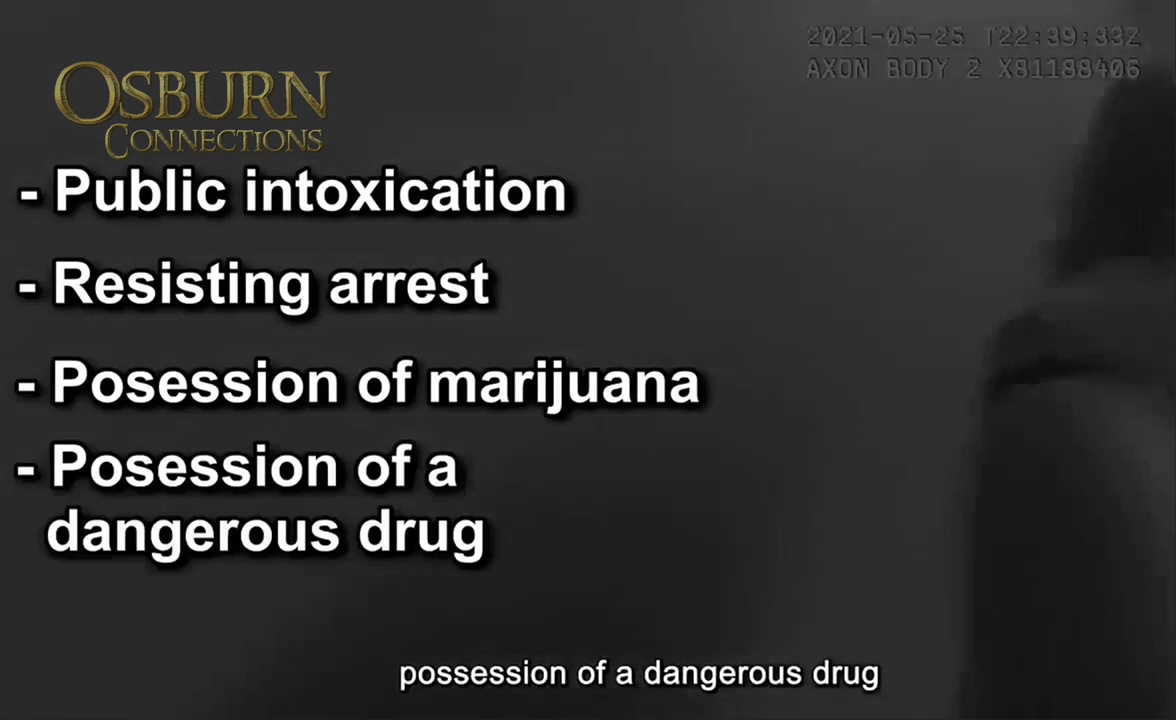 2021-05-25 T22:39:33Z
AXON BODY 2 X81188406
OSBURN
CONNECTIONS
- Public intoxication
- Resisting arrest
- Posession of marijuana
- Posession of a
dangerous drug
possession of a dangerous drug